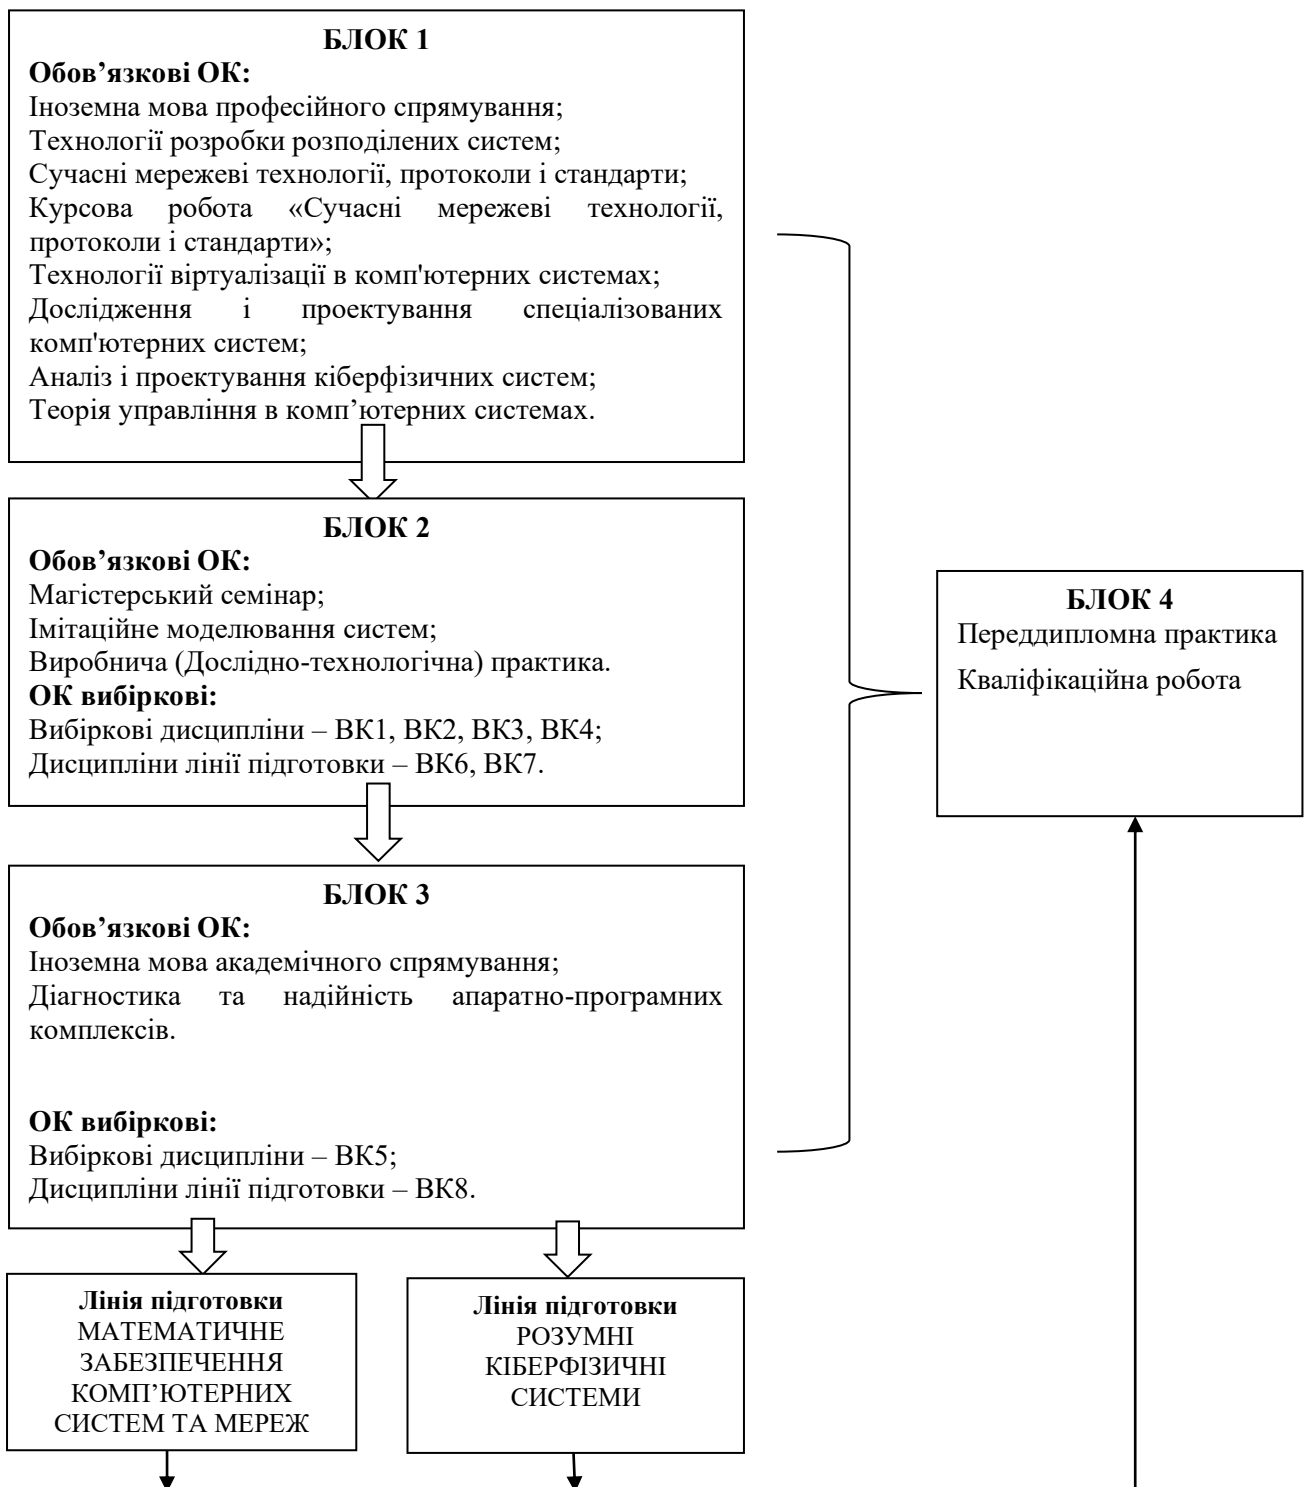 БЛОК 1
Обов’язкові ОК:
Іноземна мова професійного спрямування;
Технології розробки розподілених систем;
Сучасні мережеві технології, протоколи і стандарти;
Курсова робота «Сучасні мережеві технології,
протоколи і стандарти»;
Технології віртуалізації в комп'ютерних системах;
Дослідження і проектування спеціалізованих
комп'ютерних систем;
Аналіз і проектування кіберфізичних систем;
Теорія управління в комп’ютерних системах.
БЛОК 2
Обов’язкові ОК:
Магістерський семінар;
Імітаційне моделювання систем;
Виробнича (Дослідно-технологічна) практика.
ОК вибіркові:
Вибіркові дисципліни – ВК1, ВК2, ВК3, ВК4;
Дисципліни лінії підготовки – ВК6, ВК7.
БЛОК 3
Обов’язкові ОК:
Іноземна мова академічного спрямування;
Діагностика та надійність апаратно-програмних
комплексів.
ОК вибіркові:
Вибіркові дисципліни – ВК5;
Дисципліни лінії підготовки – ВК8.
Лінія підготовки
МАТЕМАТИЧНЕ
ЗАБЕЗПЕЧЕННЯ
КОМП’ЮТЕРНИХ
СИСТЕМ ТА МЕРЕЖ
Лінія підготовки
РОЗУМНІ
КІБЕРФІЗИЧНІ
СИСТЕМИ
БЛОК 4
Переддипломна практика
Кваліфікаційна робота